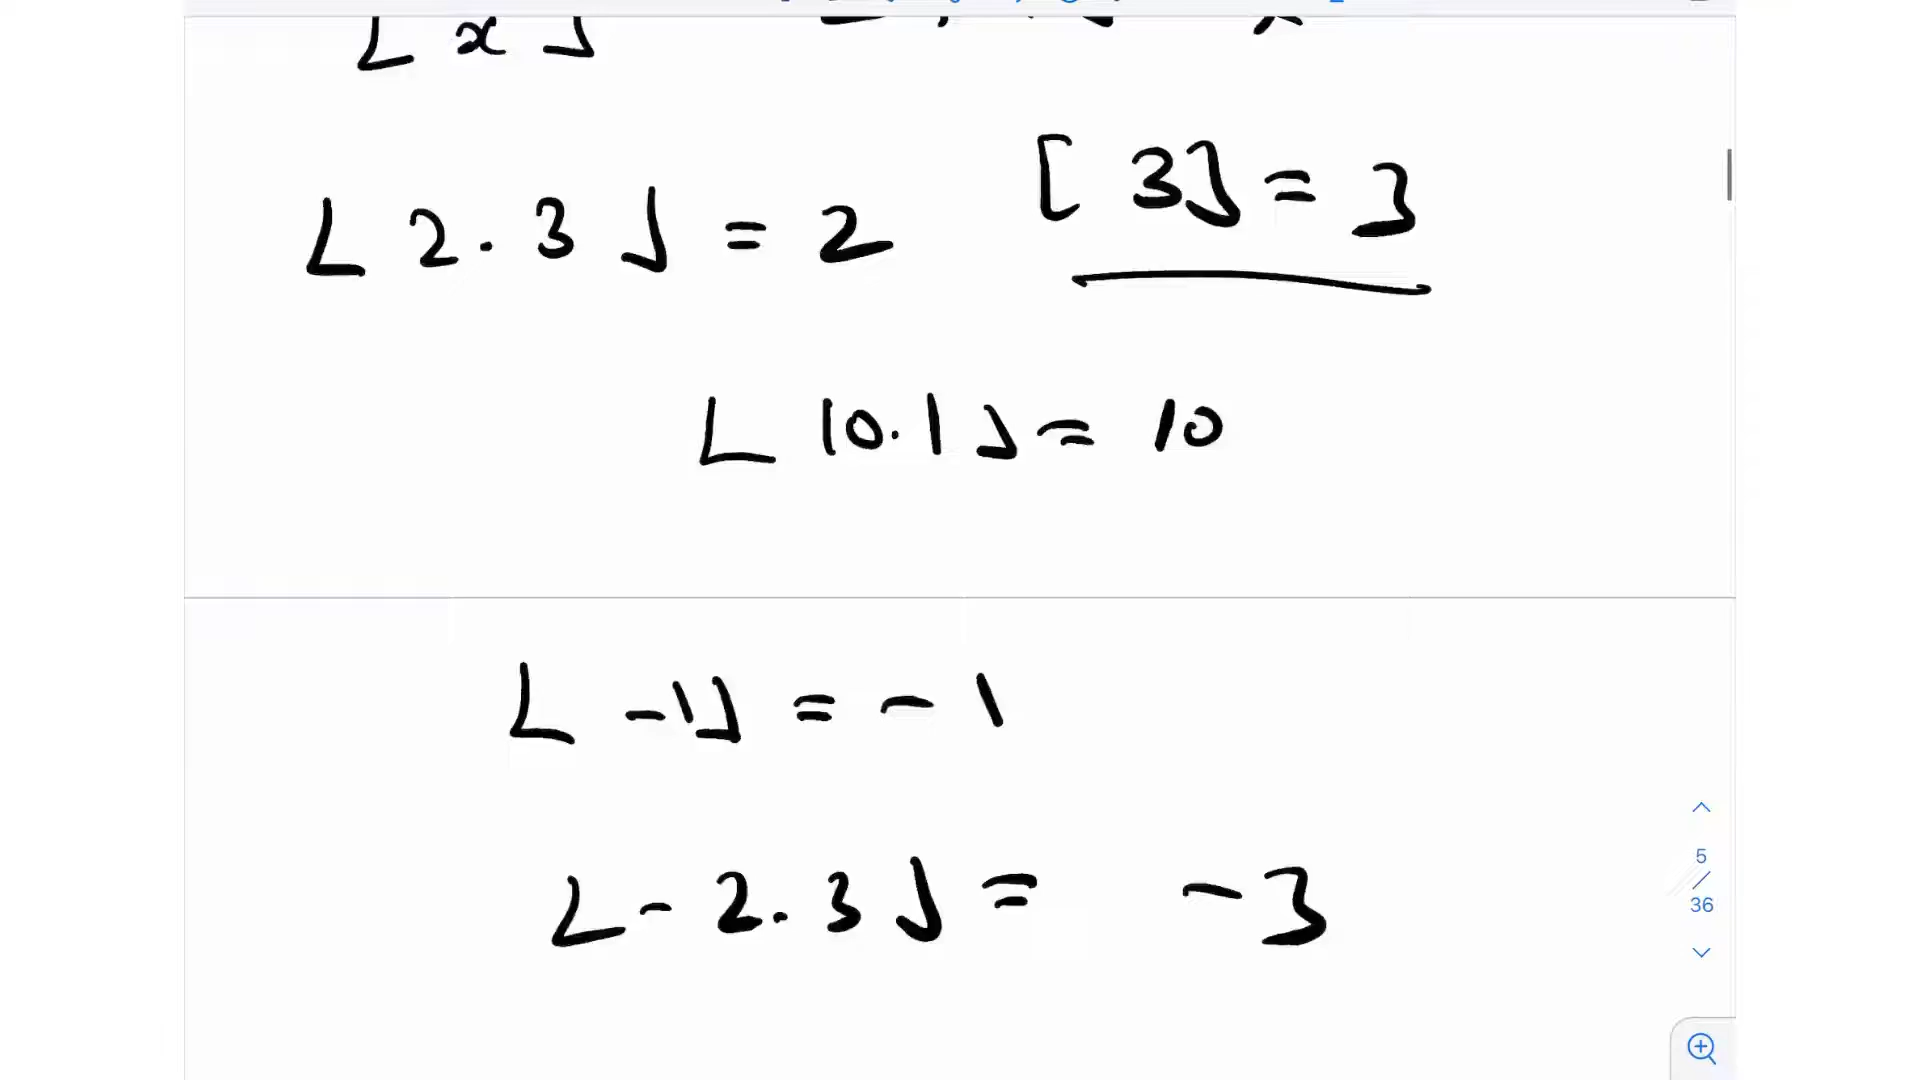 ⌊ x ⌋
⌊ 2.3 ⌋ = 2
[ 3⌋ = 3
⌊ 10.1 ⌋ = 10
⌊ -1⌋ = - 1
⌊ - 2.3 ⌋ = - 3
5
/
36